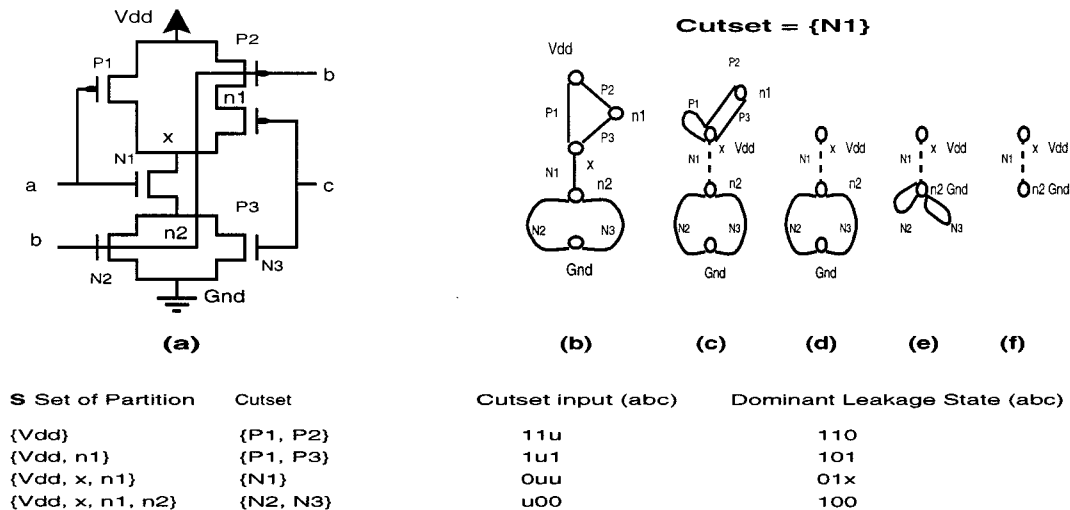 Vdd
P1
P2
b
n1
x
N1
a
c
P3
n2
b
N2
N3
Gnd
(a)
Cutset = {N1}
Vdd
P1
P2
n1
P3
x
N1
n2
N2
N3
Gnd
(b)
P2
P1
n1
P3
x Vdd
N1
n2
N2
N3
Gnd
(c)
x Vdd
N1
n2
N2
N3
Gnd
(d)
x Vdd
N1
n2 Gnd
N2
N3
(e)
x Vdd
N1
n2 Gnd
(f)
S Set of Partition Cutset Cutset input (abc) Dominant Leakage State (abc)
{Vdd} {P1, P2} 11u 110
{Vdd, n1} {P1, P3} 1u1 101
{Vdd, x, n1} {N1} 0uu 01x
{Vdd, x, n1, n2} {N2, N3} u00 100